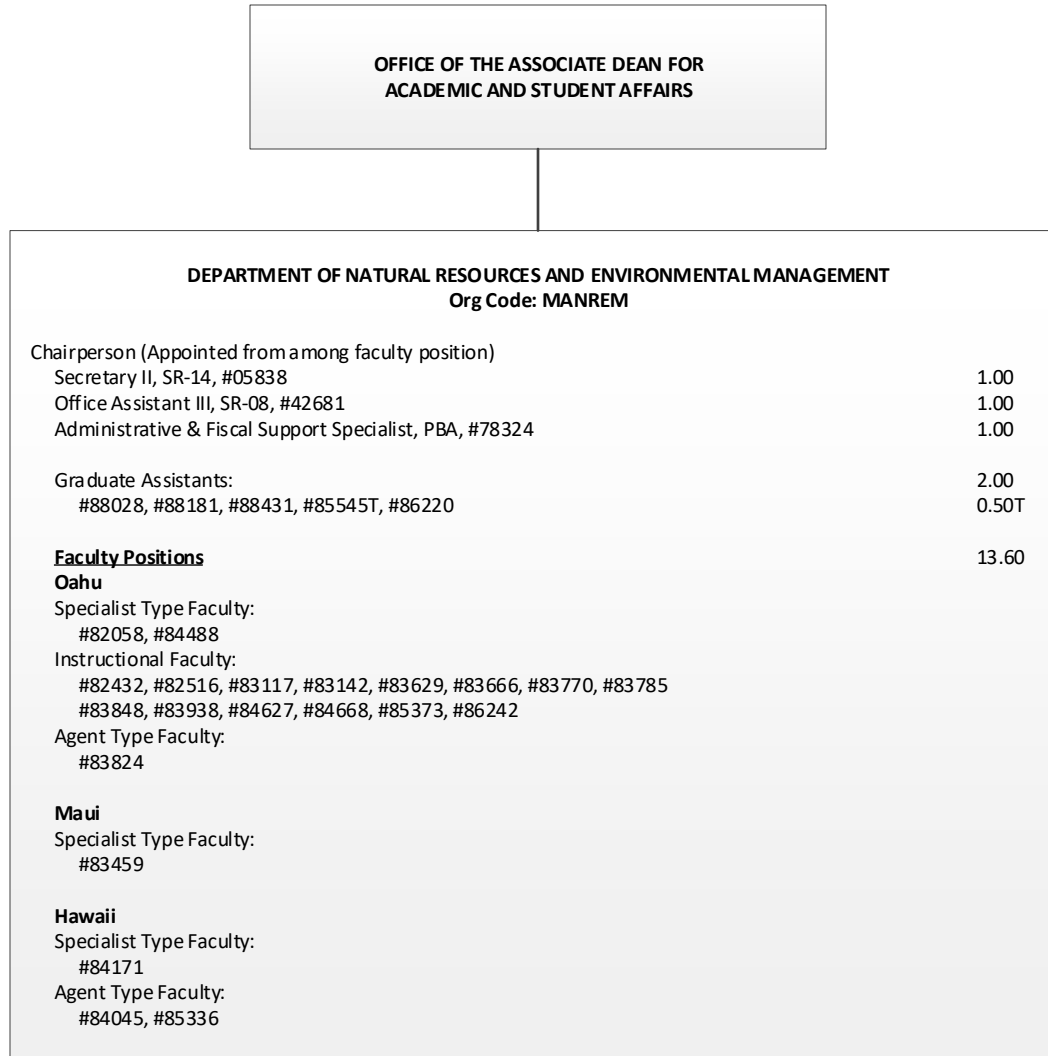 OFFICE OF THE ASSOCIATE DEAN FOR
ACADEMIC AND STUDENT AFFAIRS
DEPARTMENT OF NATURAL RESOURCES AND ENVIRONMENTAL MANAGEMENT
Org Code: MANREM
Chairperson (Appointed from among faculty position)
Secretary II, SR-14, #05838 1.00
Office Assistant III, SR-08, #42681 1.00
Administrative & Fiscal Support Specialist, PBA, #78324 1.00
Graduate Assistants: 2.00
#88028, #88181, #88431, #85545T, #86220 0.50T
Faculty Positions 13.60
Oahu
Specialist Type Faculty:
#82058, #84488
Instructional Faculty:
#82432, #82516, #83117, #83142, #83629, #83666, #83770, #83785
#83848, #83938, #84627, #84668, #85373, #86242
Agent Type Faculty:
#83824
Maui
Specialist Type Faculty:
#83459
Hawaii
Specialist Type Faculty:
#84171
Agent Type Faculty:
#84045, #85336